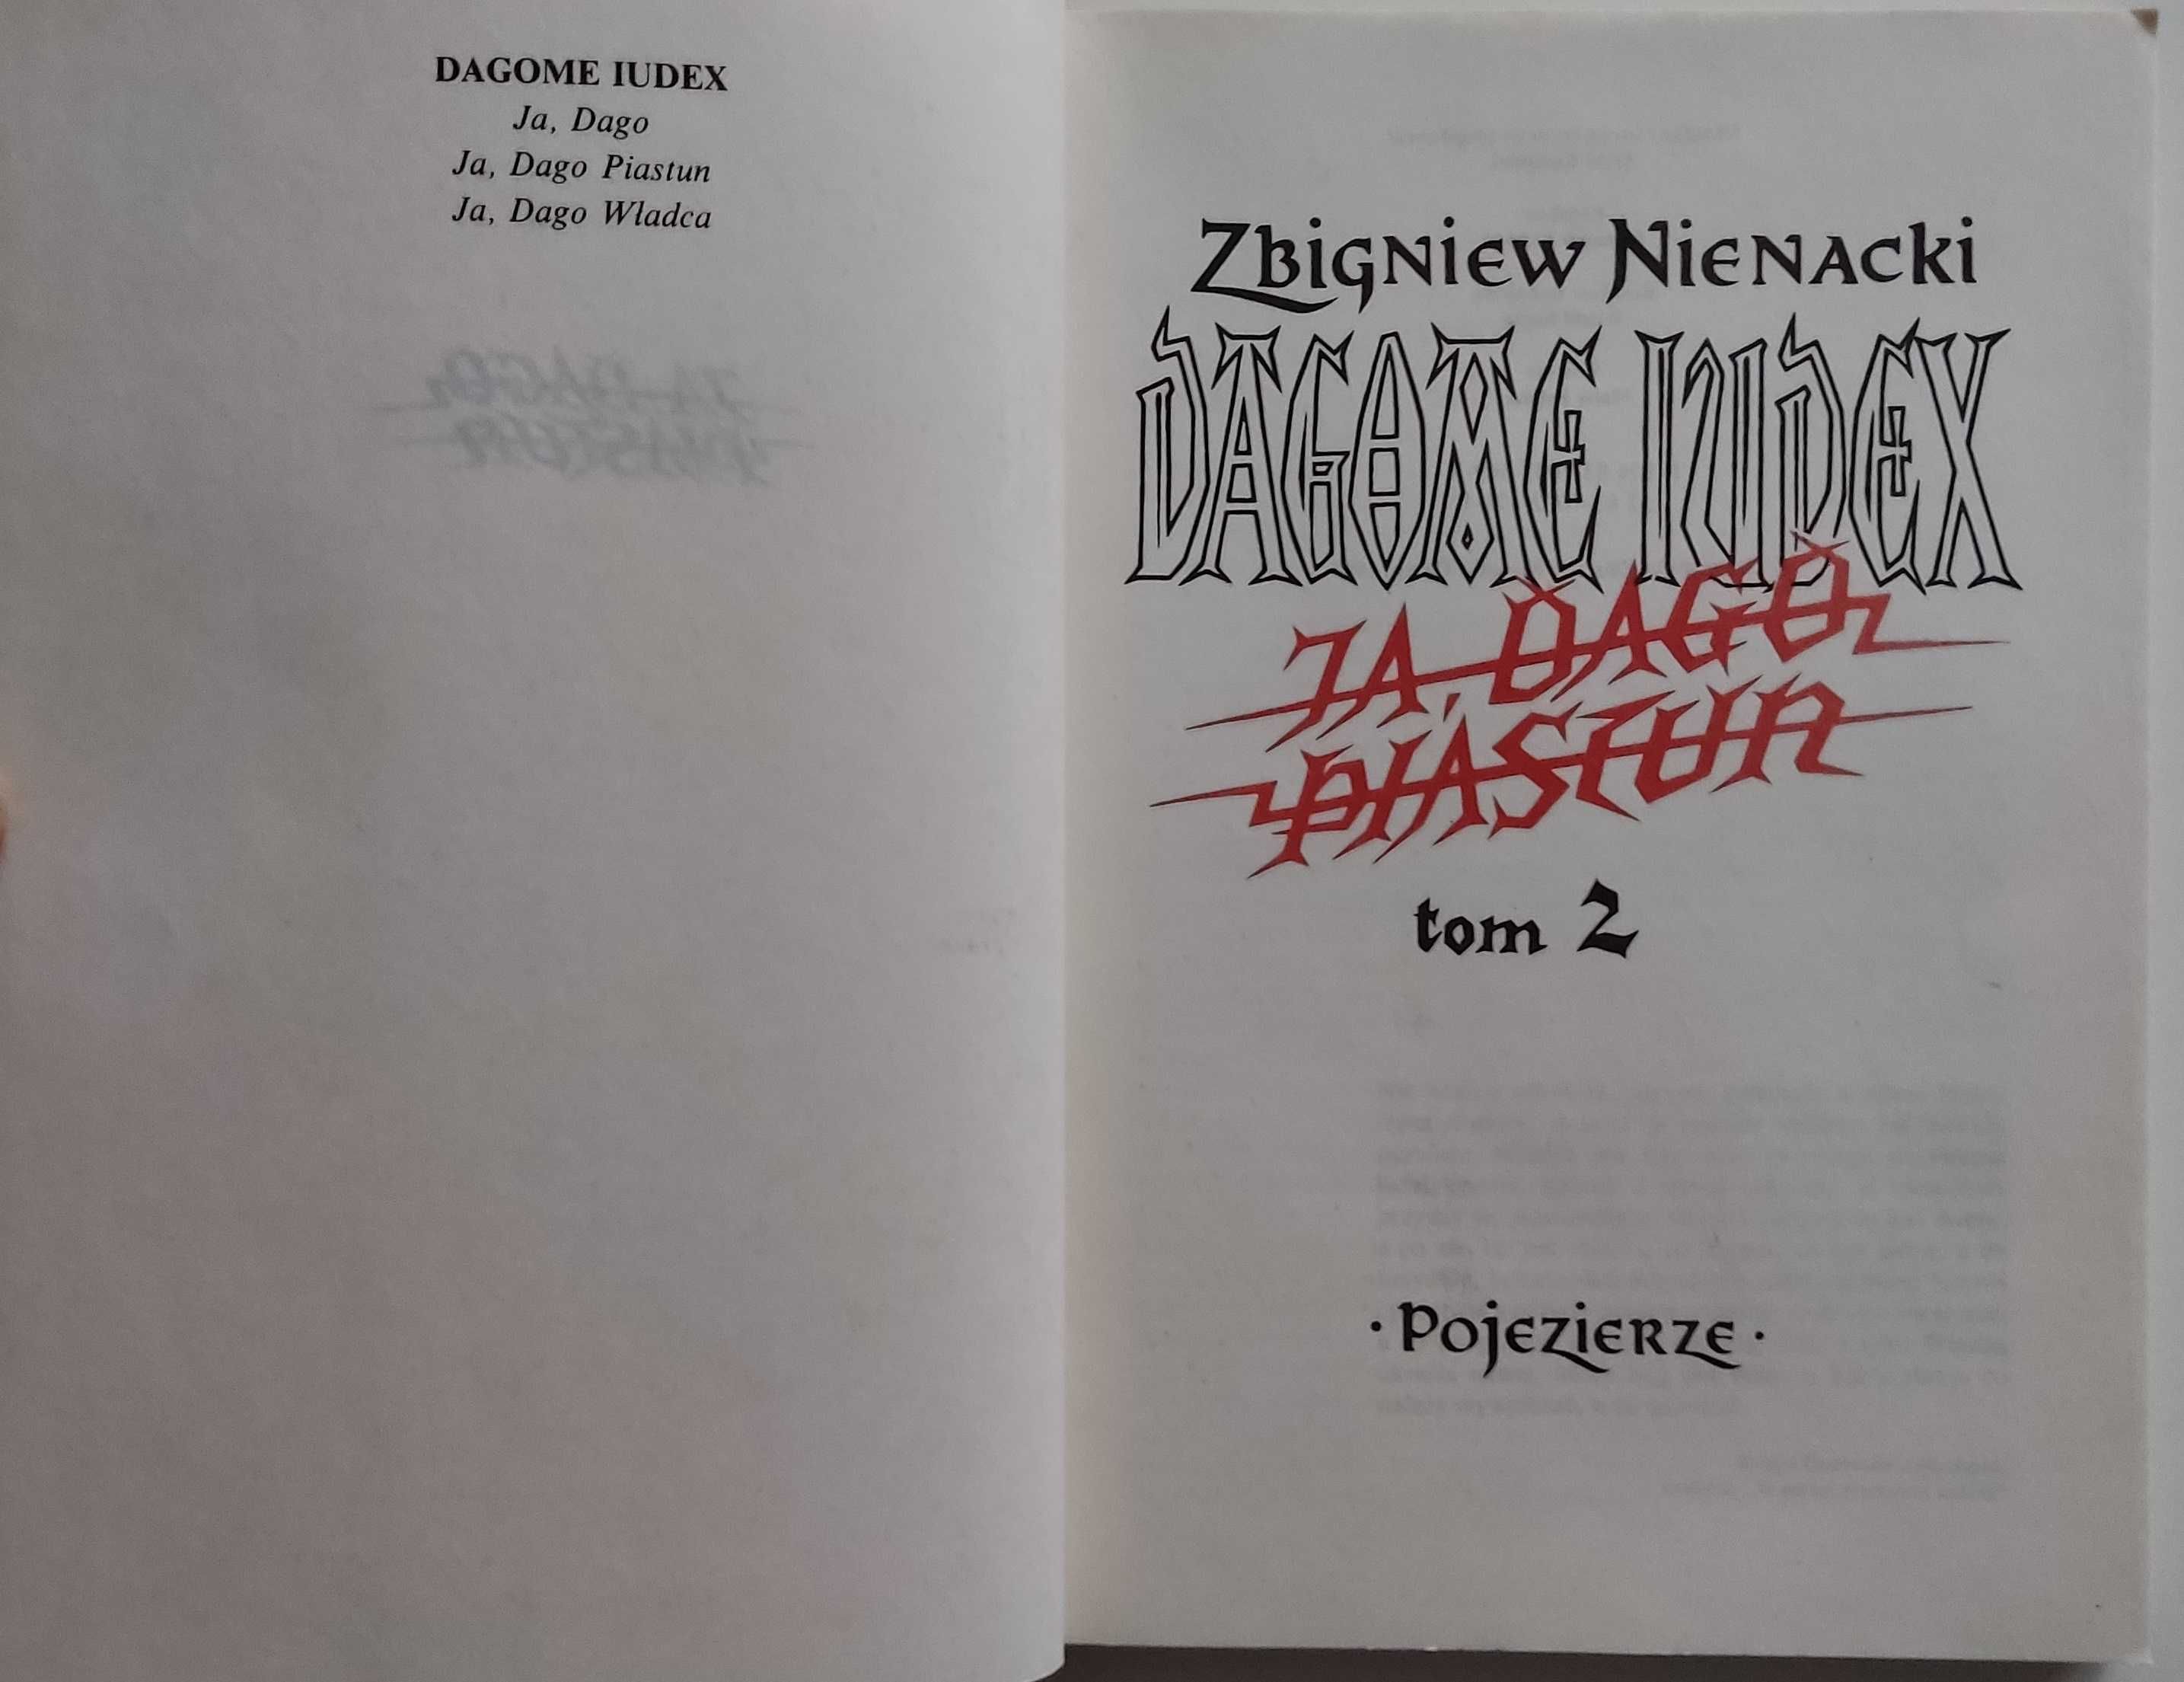 DAGOME IUDEX
Ja, Dago
Ja, Dago Piastun
Ja, Dago Władca
Zbigniew Nienacki
DAGOME IUDEX
JA, DAGO,
PIASTUN
tom 2
· Pojezierze ·